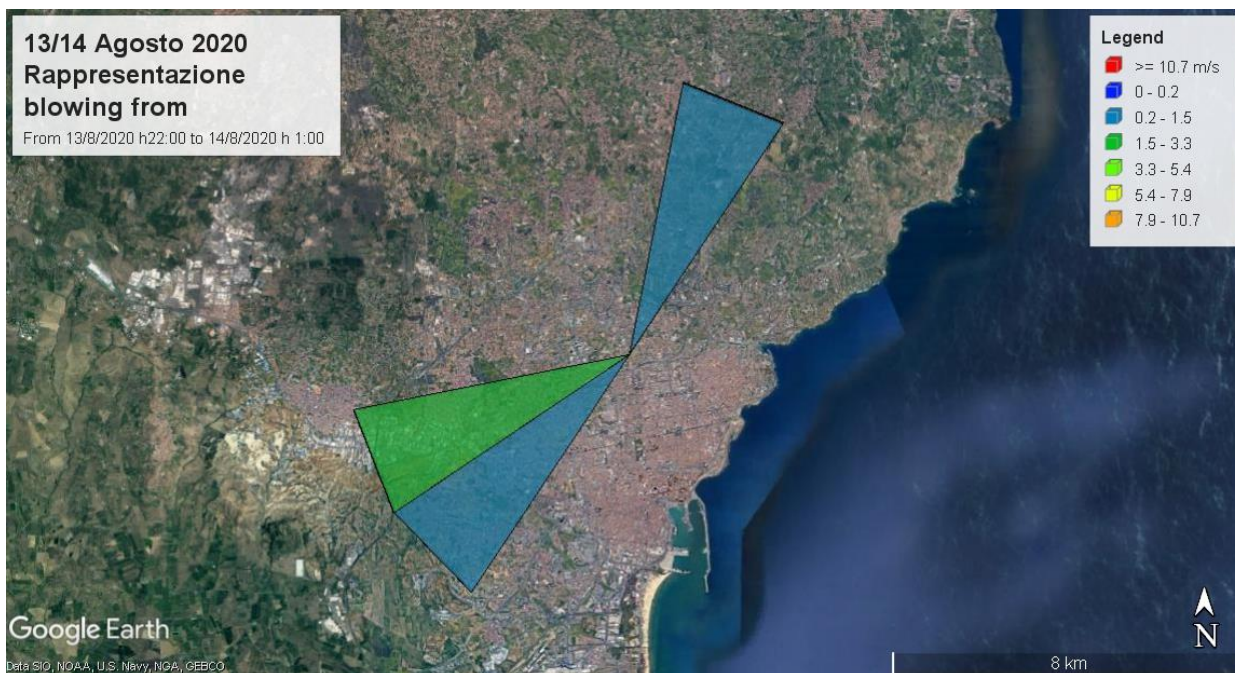 13/14 Agosto 2020
Rappresentazione
blowing from
From 13/8/2020 h22:00 to 14/8/2020 h 1:00
Legend
>= 10.7 m/s
0 - 0.2
0.2 - 1.5
1.5 - 3.3
3.3 - 5.4
5.4 - 7.9
7.9 - 10.7
N
Google Earth
Data SIO, NOAA, U.S. Navy, NGA, GEBCO
8 km